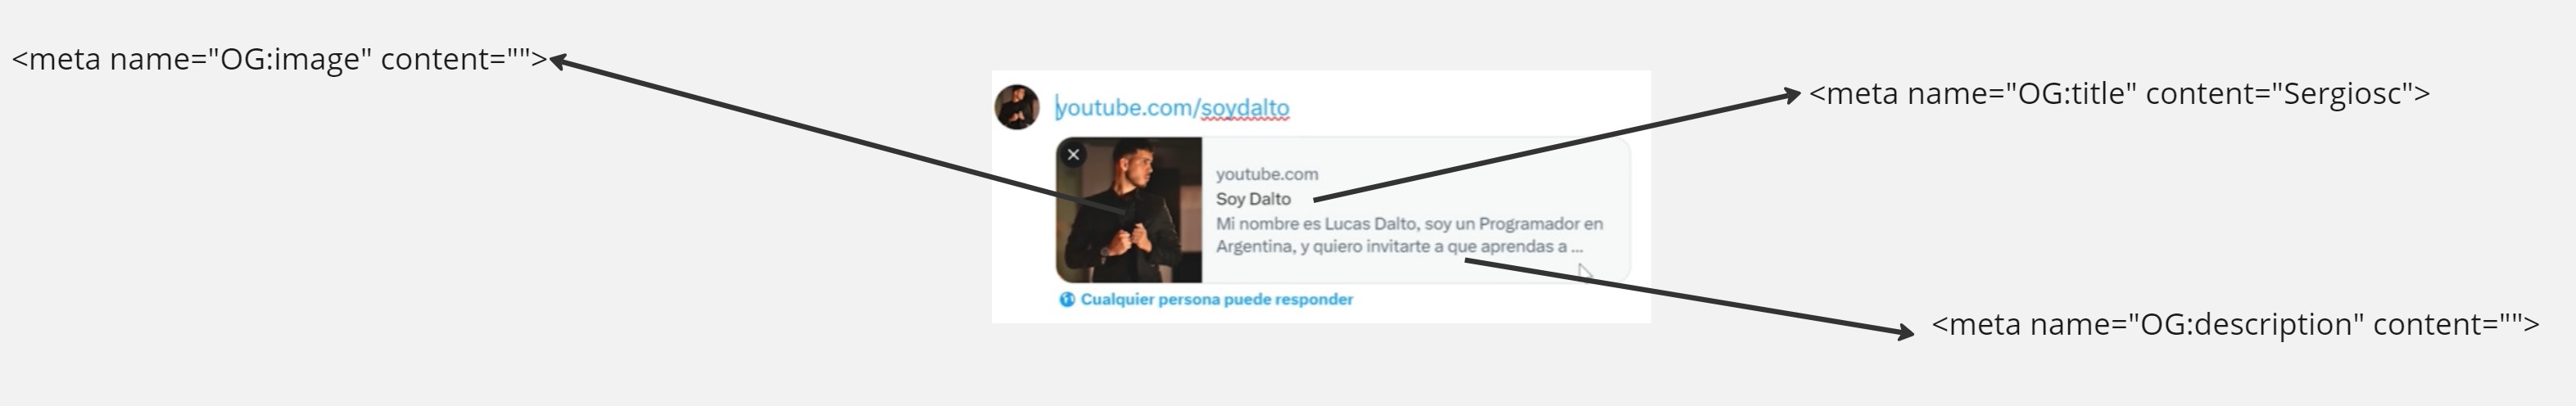 <meta name="OG:image" content="">
youtube.com/soydalto
<meta name="OG:title" content="Sergiosc">
youtube.com
Soy Dalto
Mi nombre es Lucas Dalto, soy un Programador en
Argentina, y quiero invitarte a que aprendas a ...
Cualquier persona puede responder
<meta name="OG:description" content="">